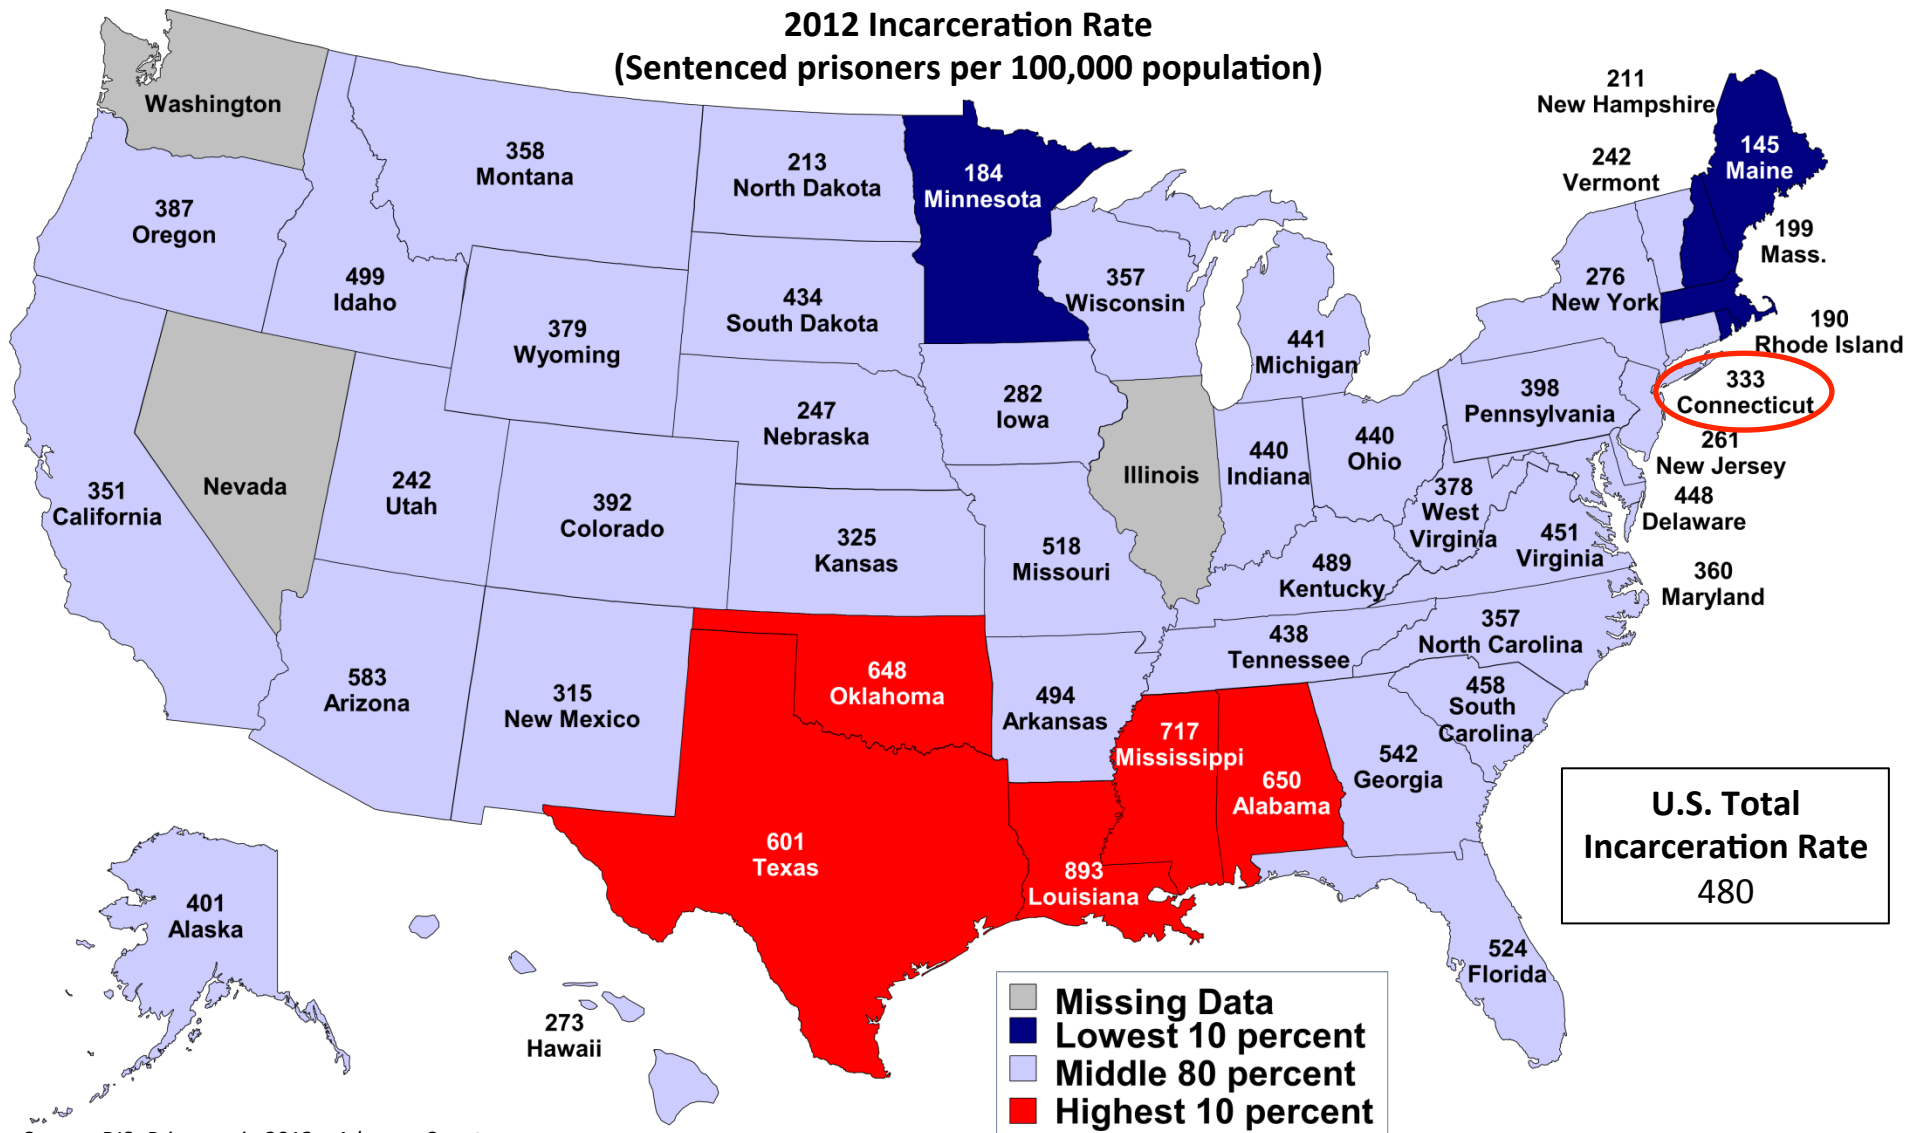 2012 Incarceration Rate
(Sentenced prisoners per 100,000 population)
Washington
387
Oregon
351
California
Nevada
499
Idaho
358
Montana
379
Wyoming
242
Utah
392
Colorado
583
Arizona
315
New Mexico
213
North Dakota
434
South Dakota
247
Nebraska
325
Kansas
648
Oklahoma
601
Texas
184
Minnesota
282
Iowa
518
Missouri
494
Arkansas
893
Louisiana
357
Wisconsin
Illinois
441
Michigan
440
Indiana
440
Ohio
489
Kentucky
438
Tennessee
717
Mississippi
650
Alabama
542
Georgia
524
Florida
458
South
Carolina
357
North Carolina
451
Virginia
378
West
Virginia
398
Pennsylvania
276
New York
211
New Hampshire
242
Vermont
145
Maine
199
Mass.
190
Rhode Island
333
Connecticut
261
New Jersey
448
Delaware
360
Maryland
401
Alaska
273
Hawaii
U.S. Total
Incarceration Rate
480
Missing Data
Lowest 10 percent
Middle 80 percent
Highest 10 percent